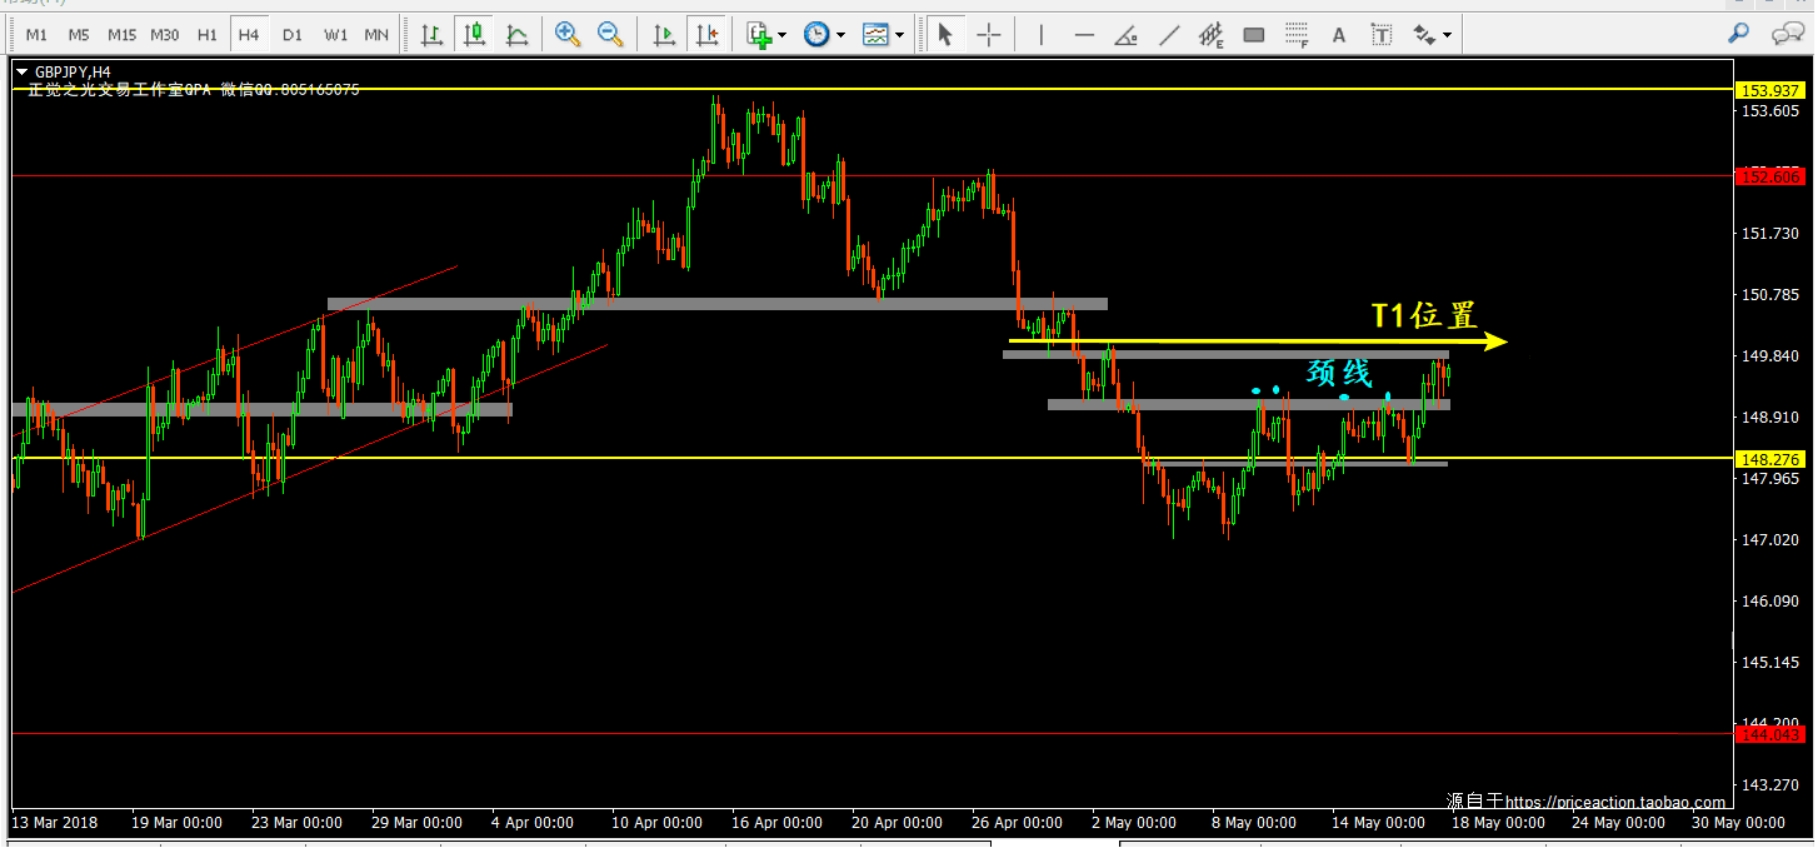 M1 M5 M15 M30 H1 H4 D1 W1 MN
GBPJPY,H4
正觉之光交易工作室QPA 微信QQ.805165075
153.937
153.605
152.606
151.730
150.785
T1位置
149.840
颈线
148.910
148.276
147.965
147.020
146.090
145.145
144.200
144.043
143.270
源自于https://priceaction.taobao.com
13 Mar 2018 19 Mar 00:00 23 Mar 00:00 29 Mar 00:00 4 Apr 00:00 10 Apr 00:00 16 Apr 00:00 20 Apr 00:00 26 Apr 00:00 2 May 00:00 8 May 00:00 14 May 00:00 18 May 00:00 24 May 00:00 30 May 00:00